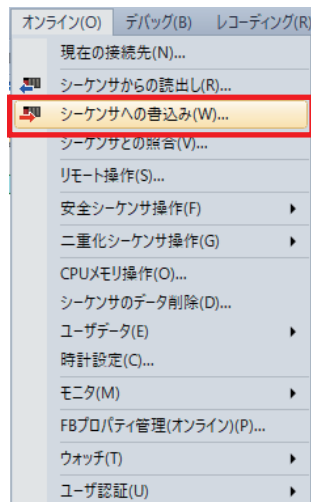 オンライン(O) デバッグ(B) レコーディング(R)
現在の接続先(N)...
シーケンサからの読出し(R)...
シーケンサへの書込み(W)...
シーケンサとの照合(V)...
リモート操作(S)...
安全シーケンサ操作(F)
二重化シーケンサ操作(G)
CPUメモリ操作(O)...
シーケンサのデータ削除(D)...
ユーザデータ(E)
時計設定(C)...
モニタ(M)
FBプロパティ管理(オンライン)(P)...
ウォッチ(T)
ユーザ認証(U)